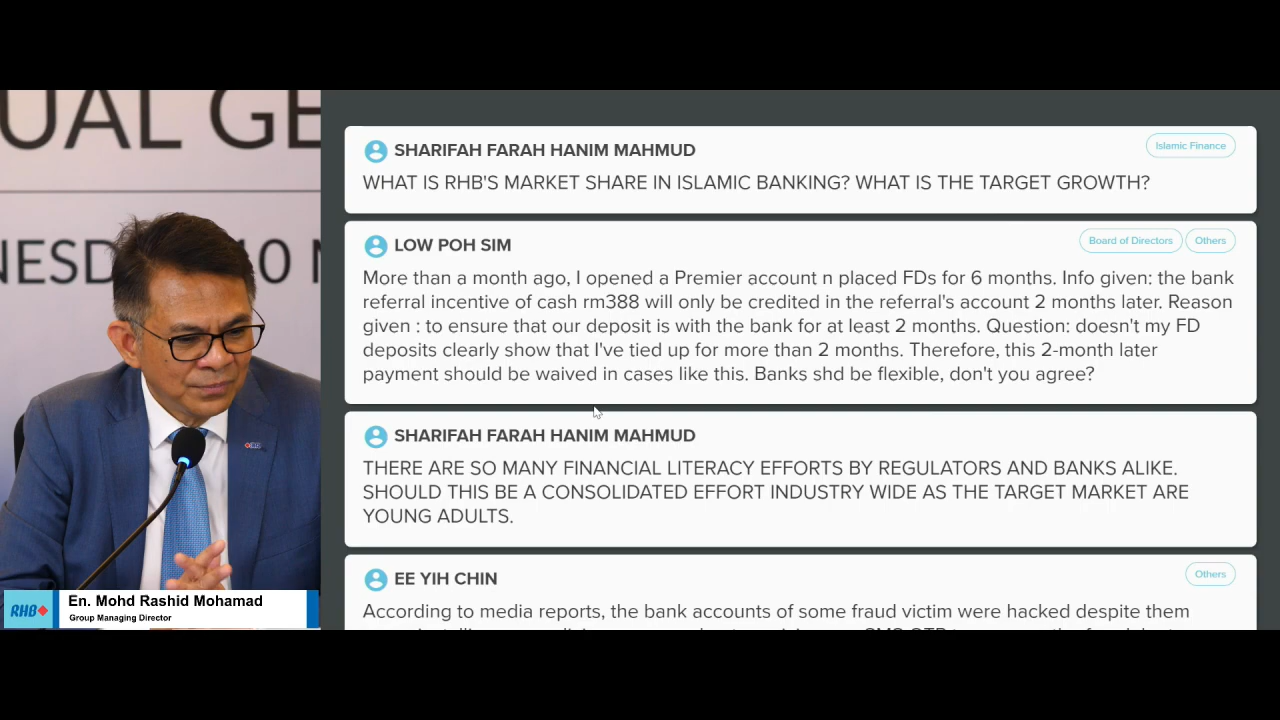 UAL GE
NESD 10 M
RHB
En. Mohd Rashid Mohamad
Group Managing Director
SHARIFAH FARAH HANIM MAHMUD
Islamic Finance
WHAT IS RHB'S MARKET SHARE IN ISLAMIC BANKING? WHAT IS THE TARGET GROWTH?
LOW POH SIM
Board of Directors
Others
More than a month ago, I opened a Premier account n placed FDs for 6 months. Info given: the bank
referral incentive of cash rm388 will only be credited in the referral's account 2 months later. Reason
given : to ensure that our deposit is with the bank for at least 2 months. Question: doesn't my FD
deposits clearly show that I've tied up for more than 2 months. Therefore, this 2-month later
payment should be waived in cases like this. Banks shd be flexible, don't you agree?
SHARIFAH FARAH HANIM MAHMUD
THERE ARE SO MANY FINANCIAL LITERACY EFFORTS BY REGULATORS AND BANKS ALIKE.
SHOULD THIS BE A CONSOLIDATED EFFORT INDUSTRY WIDE AS THE TARGET MARKET ARE
YOUNG ADULTS.
EE YIH CHIN
Others
According to media reports, the bank accounts of some fraud victim were hacked despite them